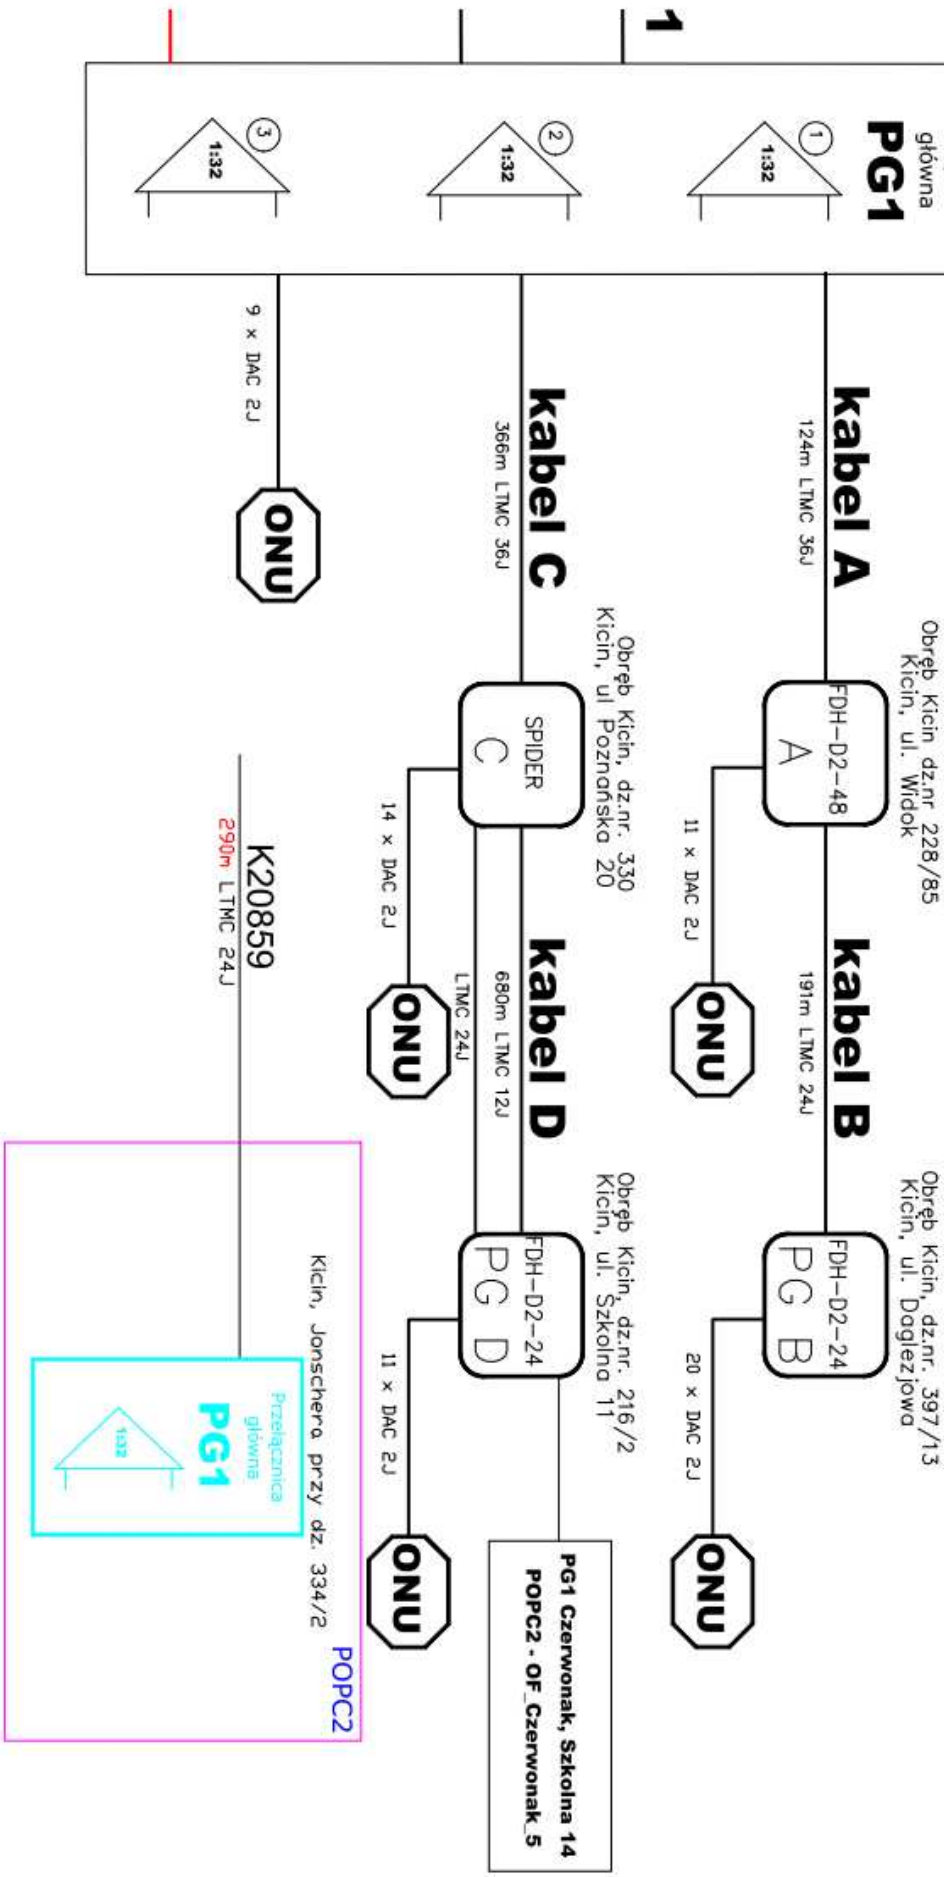 1
główna
PG1
1
1:32
2
1:32
3
1:32
kabel A
124m LTMC 36J
Obręb Kicin dz.nr 228/85
Kicin, ul. Widok
FDH-D2-48
A
11 x DAC 2J
ONU
kabel B
191m LTMC 24J
Obręb Kicin, dz.nr. 397/13
Kicin, ul. Daglezjowa
FDH-D2-24
PG B
20 x DAC 2J
ONU
kabel C
366m LTMC 36J
Obręb Kicin, dz.nr. 330
Kicin, ul Poznańska 20
SPIDER
C
14 x DAC 2J
ONU
kabel D
680m LTMC 12J
LTMC 24J
Obręb Kicin, dz.nr. 216/2
Kicin, ul. Szkolna 11
FDH-D2-24
PG D
11 x DAC 2J
ONU
PG1 Czerwonak, Szkolna 14
POPC2 - OF_Czerwonak_5
9 x DAC 2J
ONU
K20859
290m LTMC 24J
POPC2
Kicin, Jonschera przy dz. 334/2
Przełącznica
główna
PG1
1:32